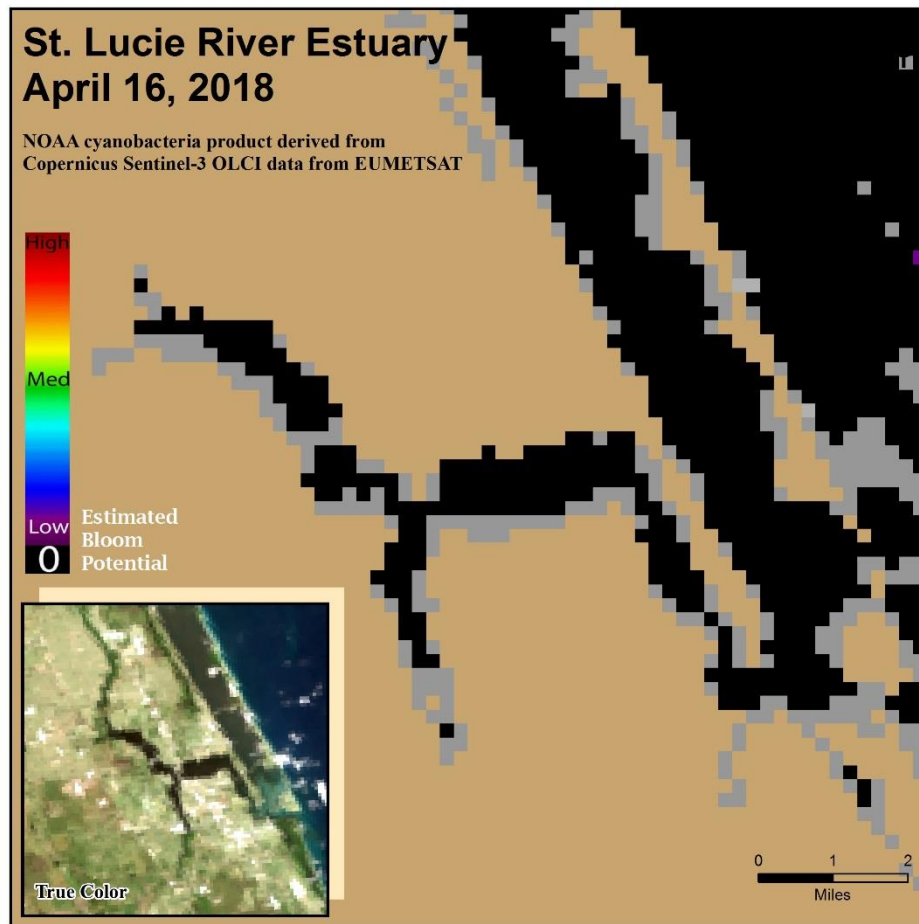 St. Lucie River Estuary
April 16, 2018
NOAA cyanobacteria product derived from
Copernicus Sentinel-3 OLCI data from EUMETSAT
High
Med
Low
0
Estimated
Bloom
Potential
True Color
0 1 2
Miles